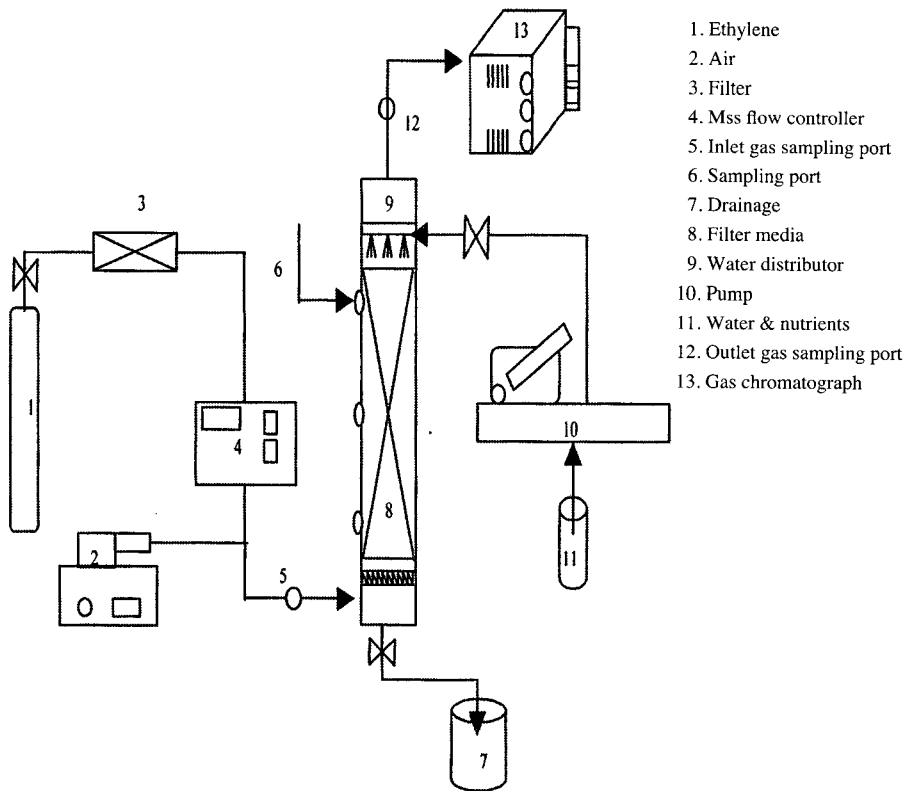 13
12
9
3
6
1
4
10
8
2
11
5
7
1. Ethylene
2. Air
3. Filter
4. Mss flow controller
5. Inlet gas sampling port
6. Sampling port
7. Drainage
8. Filter media
9. Water distributor
10. Pump
11. Water & nutrients
12. Outlet gas sampling port
13. Gas chromatograph